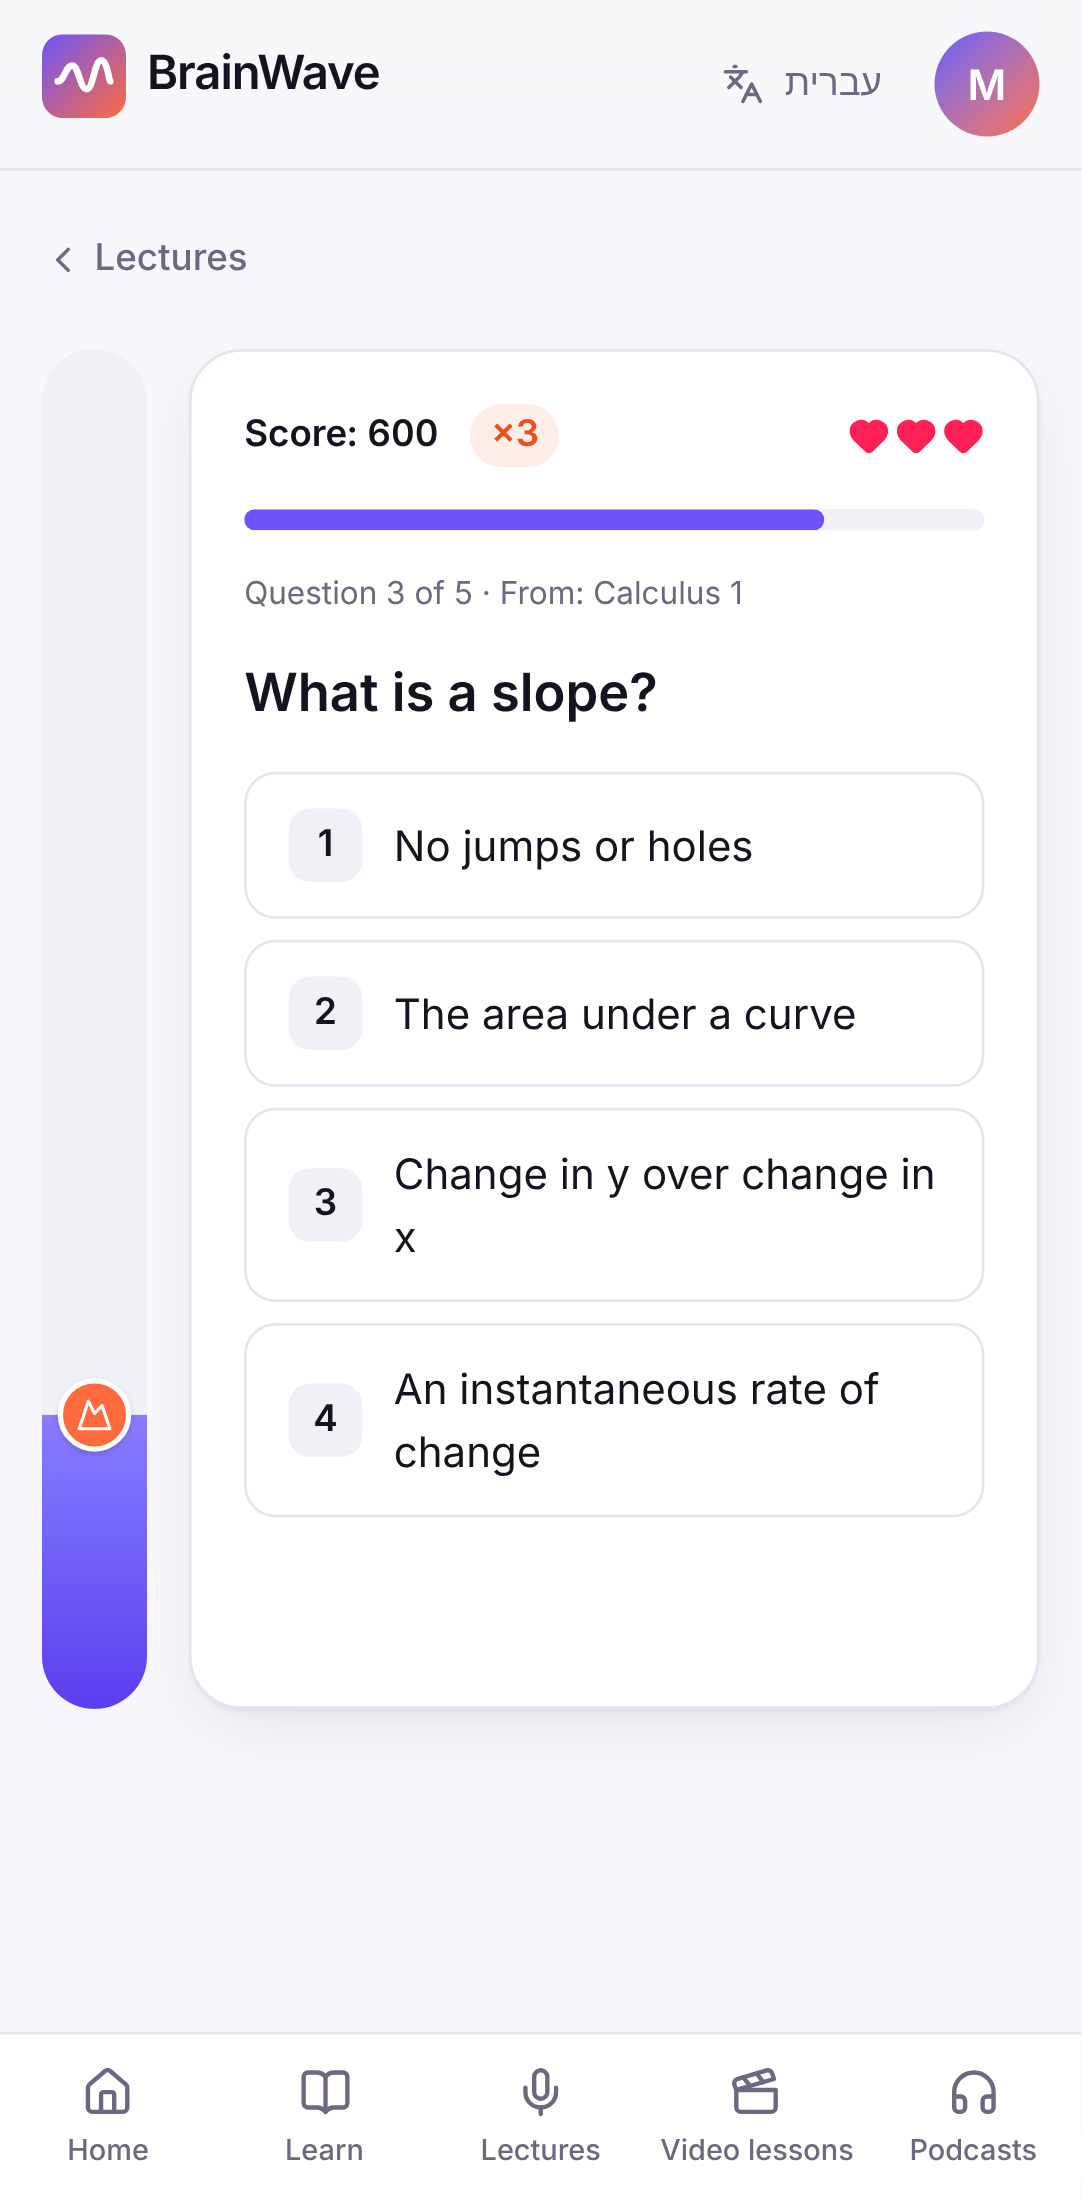 BrainWave
עברית
M
Lectures
Score: 600 ×3
Question 3 of 5 · From: Calculus 1
What is a slope?
1 No jumps or holes
2 The area under a curve
3 Change in y over change in
x
4 An instantaneous rate of
change
Home Learn Lectures Video lessons Podcasts